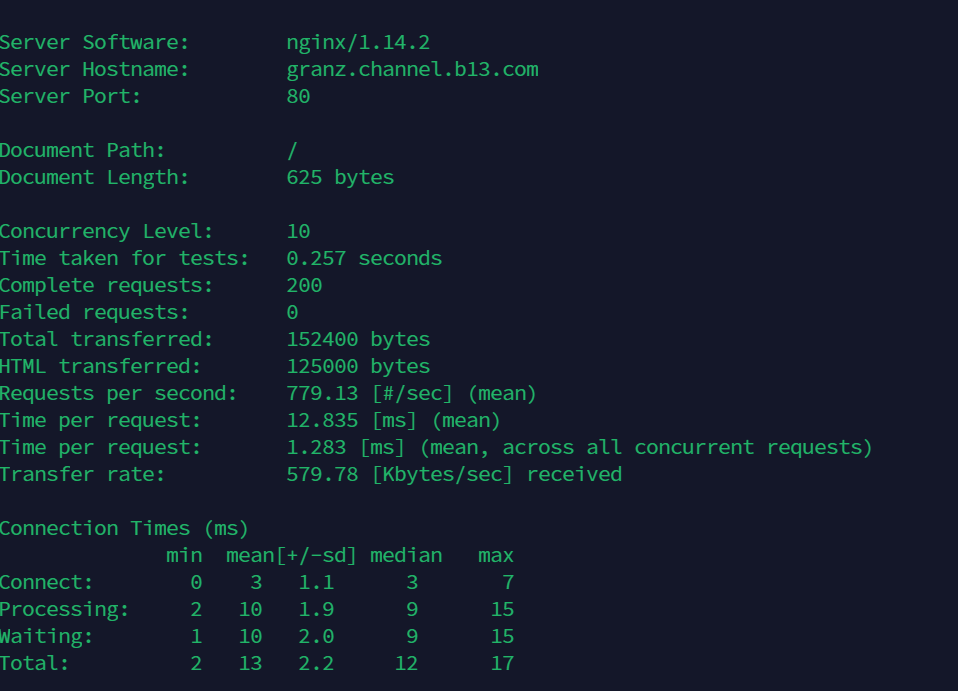 Server Software:        nginx/1.14.2
Server Hostname:        granz.channel.b13.com
Server Port:            80

Document Path:          /
Document Length:        625 bytes

Concurrency Level:      10
Time taken for tests:   0.257 seconds
Complete requests:      200
Failed requests:        0
Total transferred:      152400 bytes
HTML transferred:       125000 bytes
Requests per second:    779.13 [#/sec] (mean)
Time per request:       12.835 [ms] (mean)
Time per request:       1.283 [ms] (mean, across all concurrent requests)
Transfer rate:          579.78 [Kbytes/sec] received

Connection Times (ms)
              min  mean[+/-sd] median   max
Connect:        0    3   1.1      3       7
Processing:     2   10   1.9      9      15
Waiting:        1   10   2.0      9      15
Total:          2   13   2.2     12      17